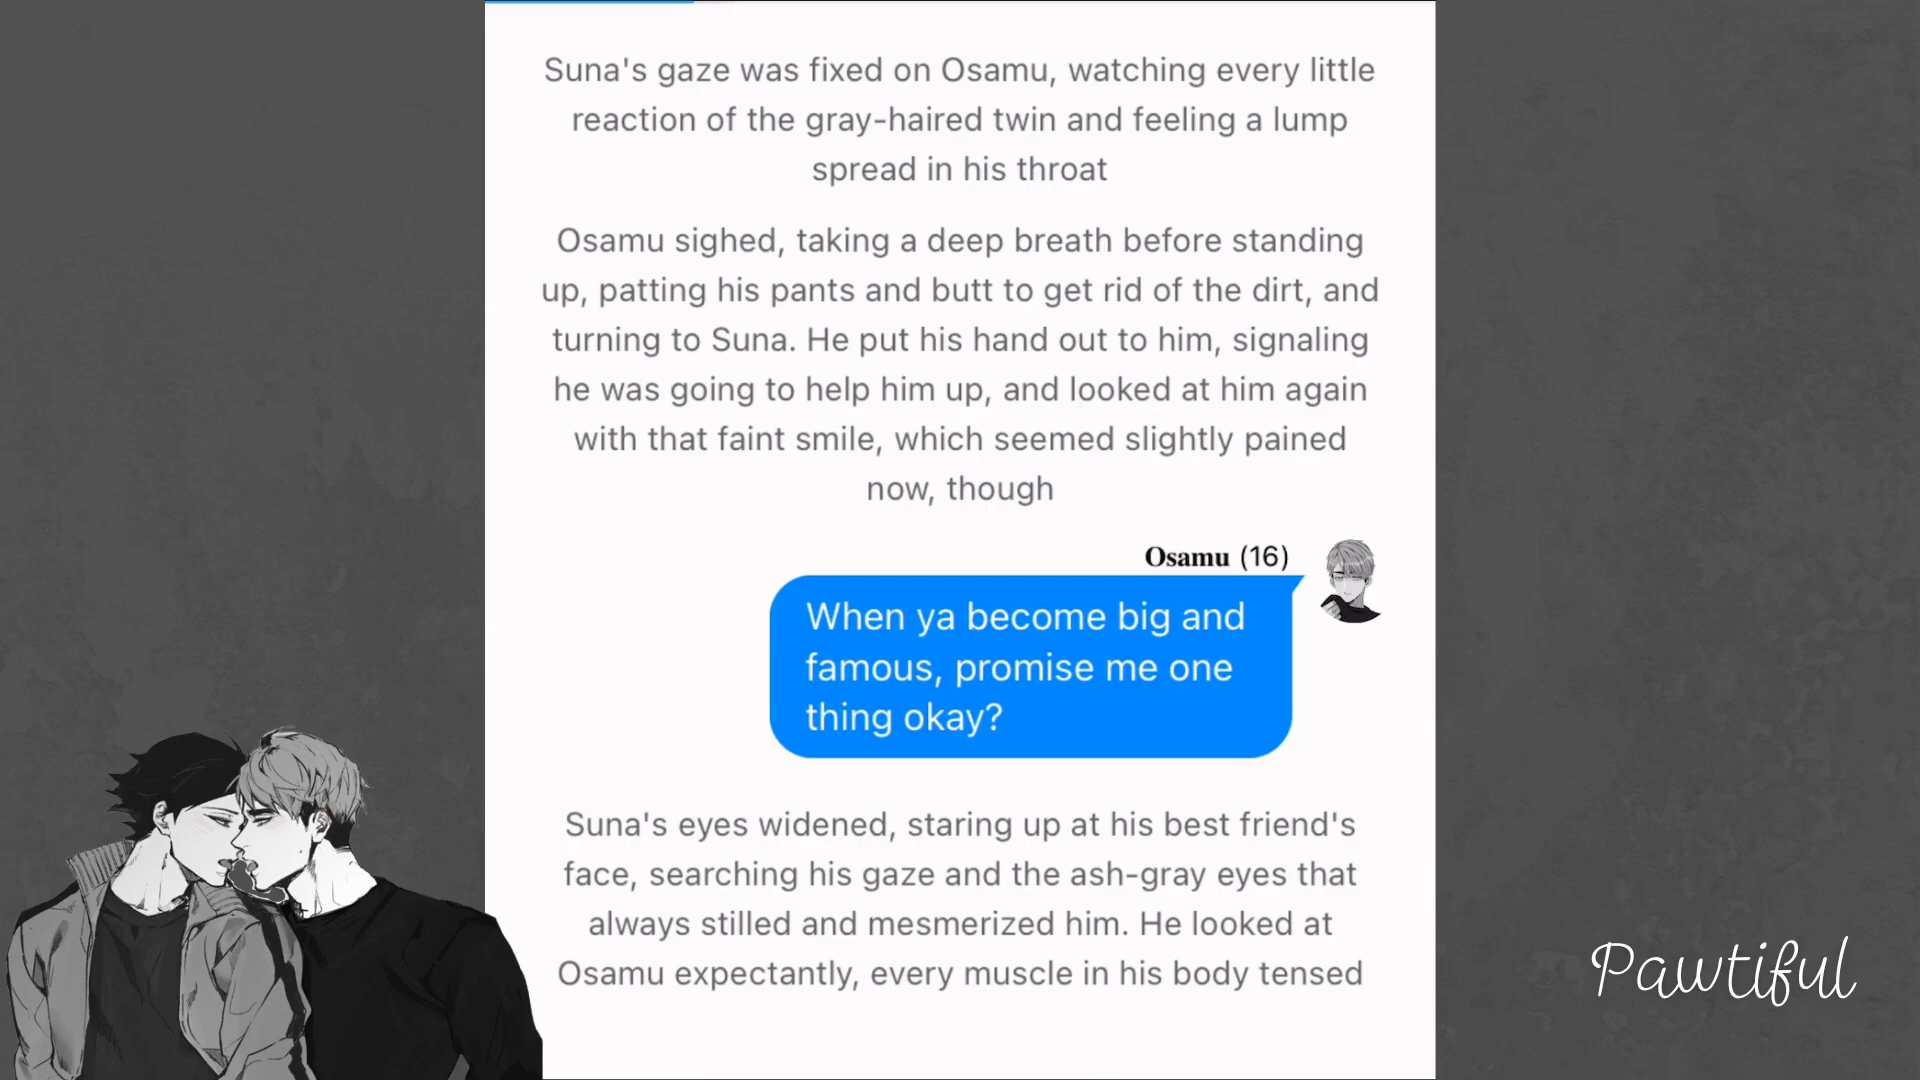 Suna's gaze was fixed on Osamu, watching every little
reaction of the gray-haired twin and feeling a lump
spread in his throat
Osamu sighed, taking a deep breath before standing
up, patting his pants and butt to get rid of the dirt, and
turning to Suna. He put his hand out to him, signaling
he was going to help him up, and looked at him again
with that faint smile, which seemed slightly pained
now, though
Osamu (16)
When ya become big and
famous, promise me one
thing okay?
Suna's eyes widened, staring up at his best friend's
face, searching his gaze and the ash-gray eyes that
always stilled and mesmerized him. He looked at
Osamu expectantly, every muscle in his body tensed
Pawtiful